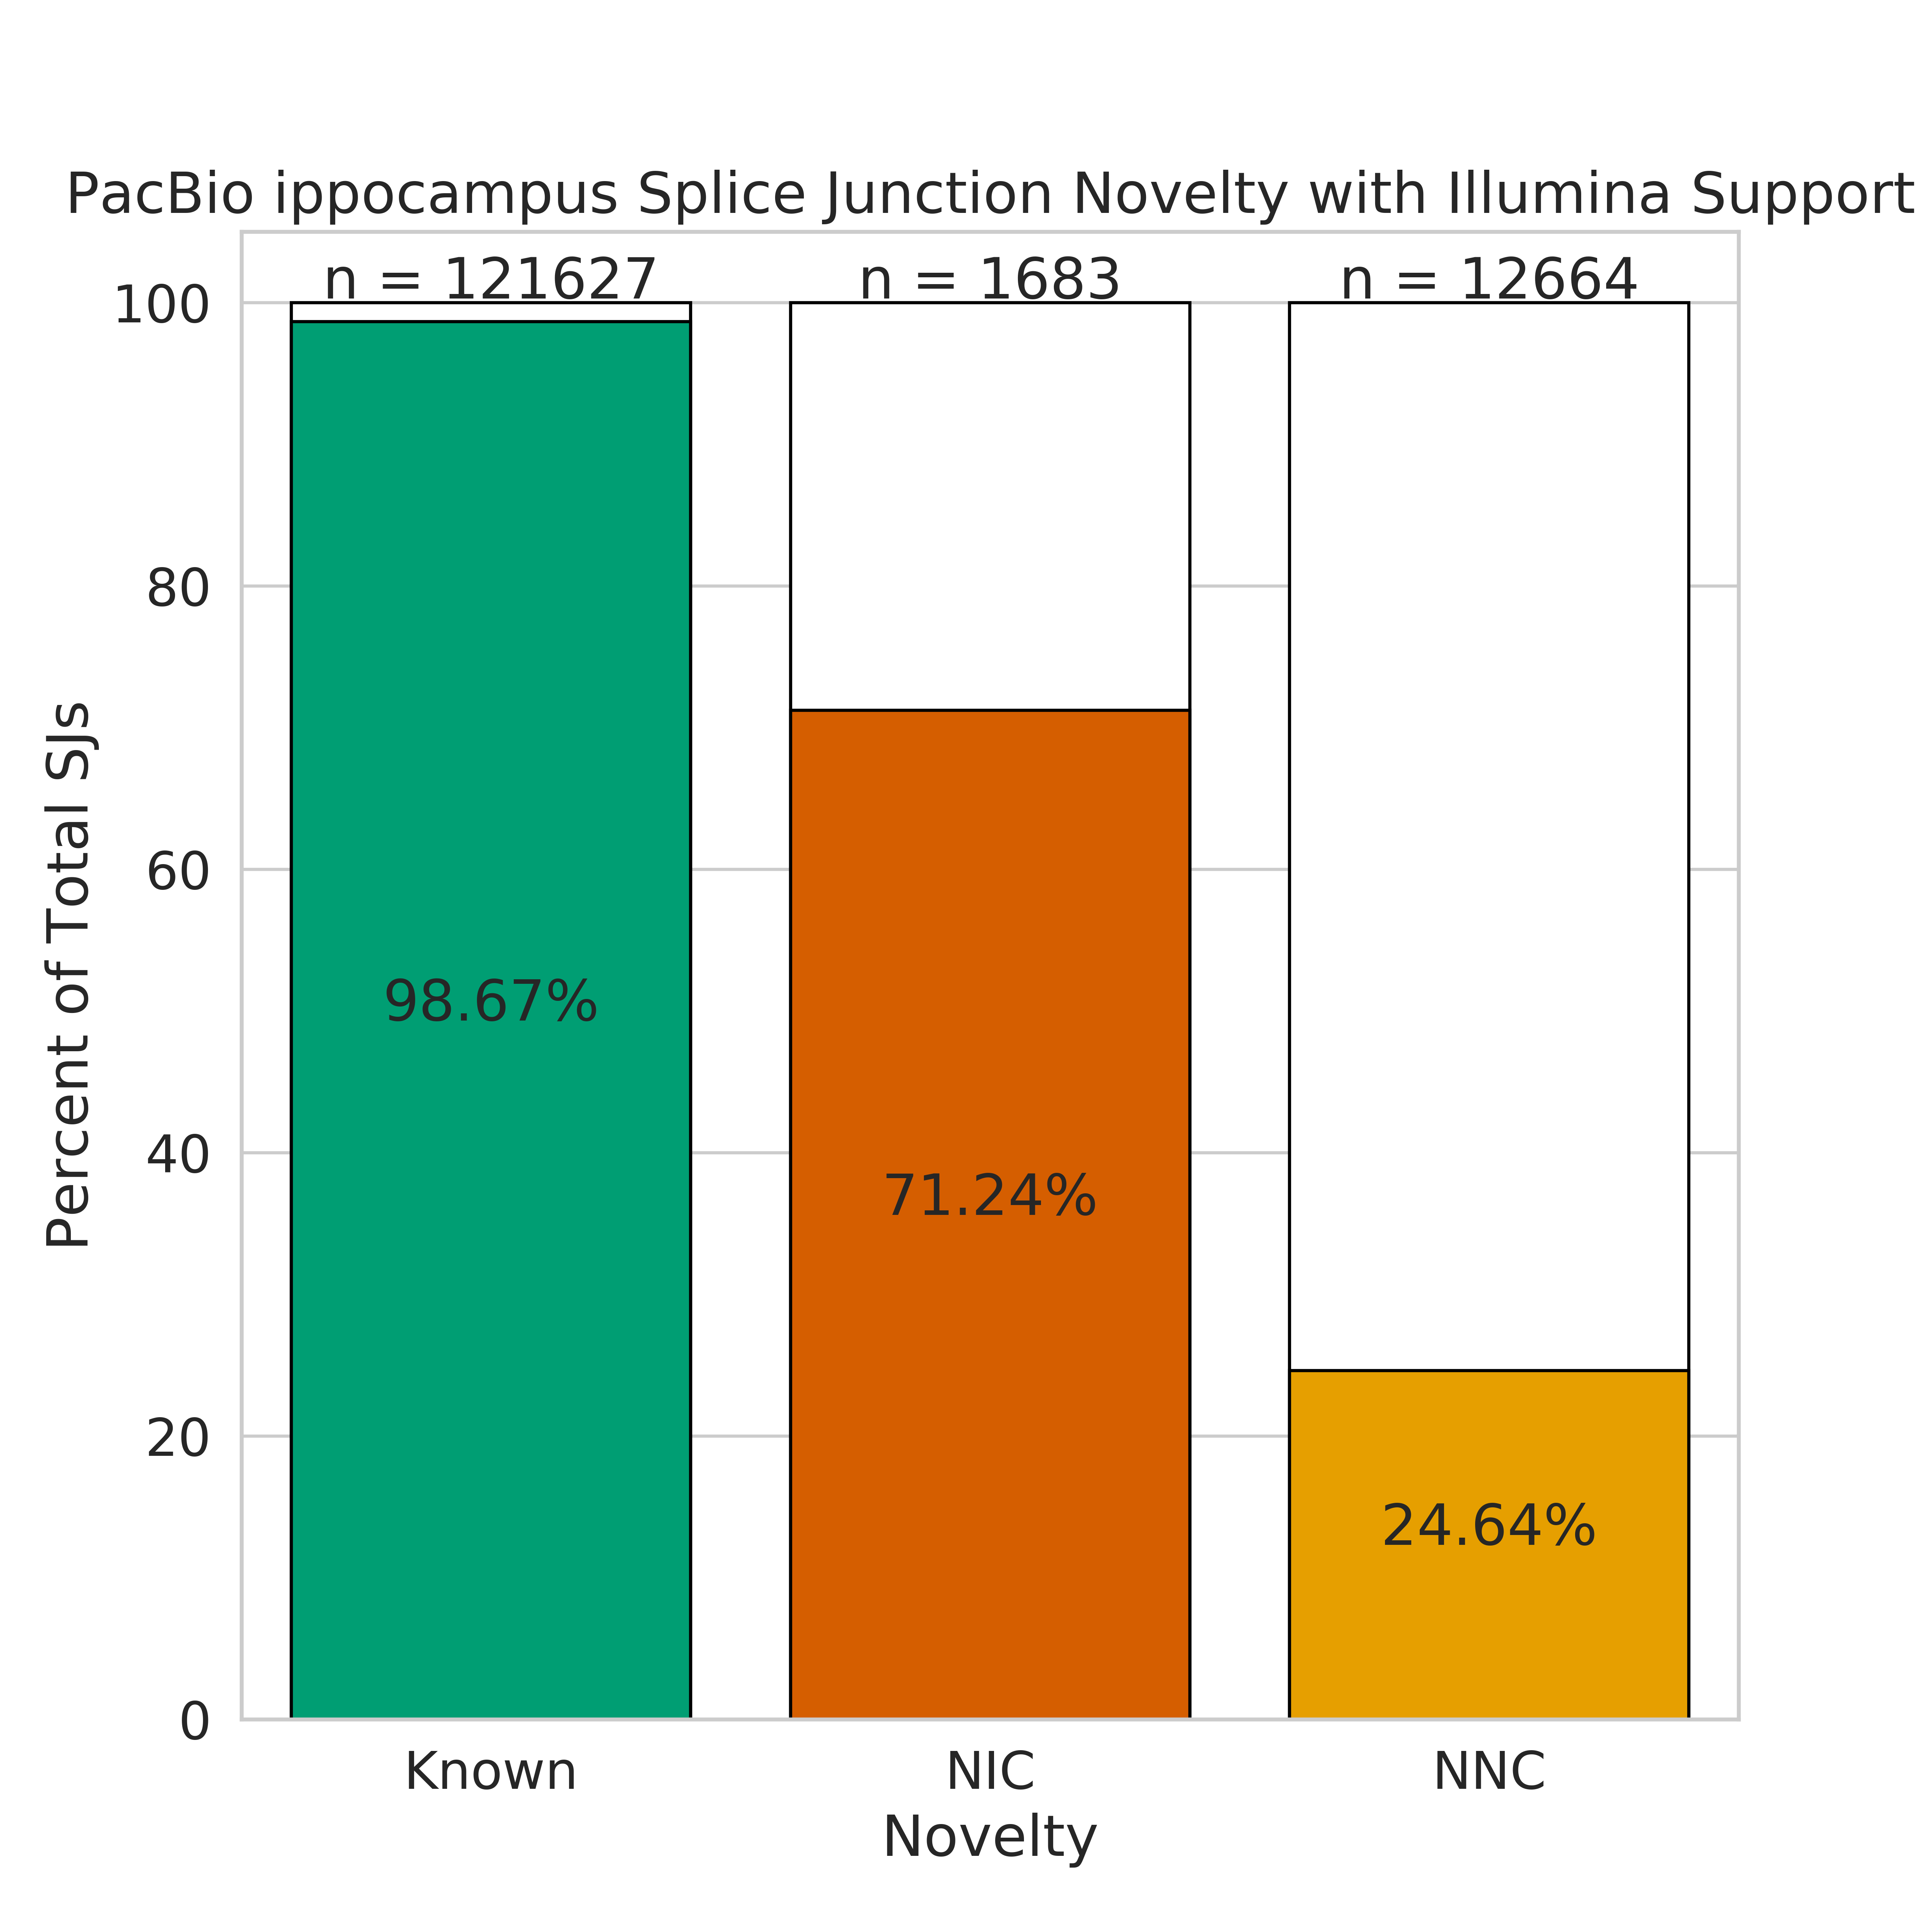 PacBio ippocampus Splice Junction Novelty with Illumina Support
n = 121627
n = 1683
n = 12664
100
80
60
40
20
0
Percent of Total SJs
98.67%
71.24%
24.64%
Known
NIC
NNC
Novelty